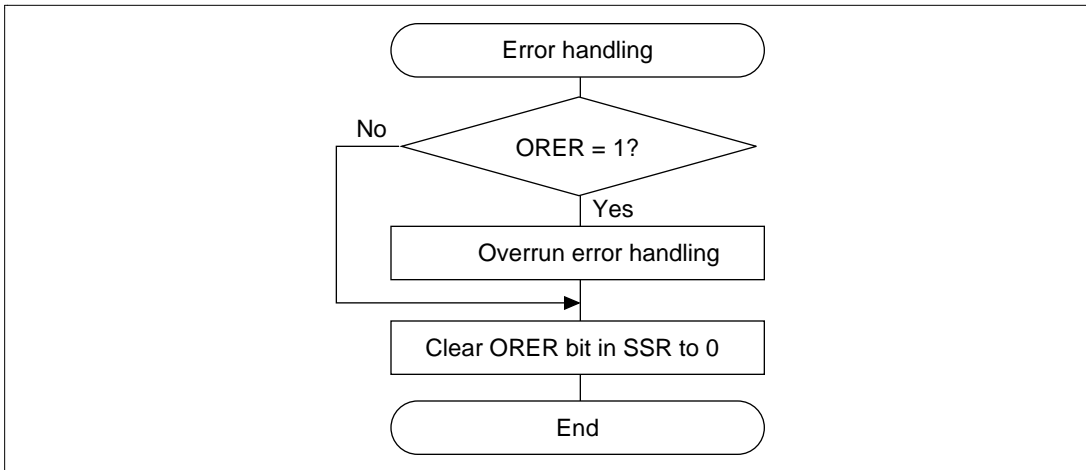 Error handling
No
ORER = 1?
Yes
Overrun error handling
Clear ORER bit in SSR to 0
End